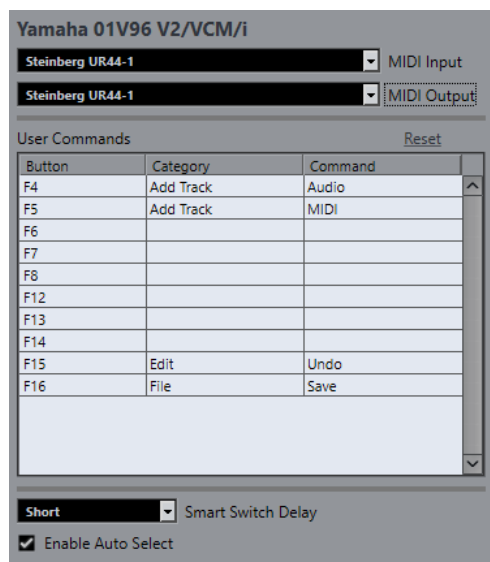 Yamaha 01V96 V2/VCM/i
Steinberg UR44-1 MIDI Input
Steinberg UR44-1 MIDI Output
User Commands Reset
Button Category Command
F4 Add Track Audio
F5 Add Track MIDI
F6
F7
F8
F12
F13
F14
F15 Edit Undo
F16 File Save
Short Smart Switch Delay
Enable Auto Select